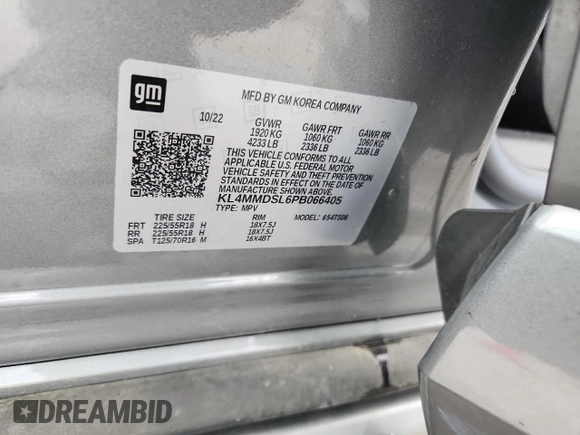 gm
MFD BY GM KOREA COMPANY
10/22 GVWR GAWR FRT GAWR RR
1920 KG 1060 KG 1060 KG
4233 LB 2336 LB 2336 LB
THIS VEHICLE CONFORMS TO ALL
APPLICABLE U.S. FEDERAL MOTOR
VEHICLE SAFETY AND THEFT PREVENTION
STANDARDS IN EFFECT ON THE DATE OF
MANUFACTURE SHOWN ABOVE.
KL4MMDSL6PB066405
TYPE: MPV MODEL: 654TS06
TIRE SIZE RIM
FRT 225/55R18 H 18X7.5J
RR 225/55R18 H 18X7.5J
SPA T125/70R16 M 16X4BT
DREAMBID